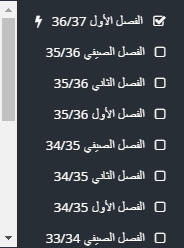 الفصل الأول 36/37
الفصل الصيفي 35/36
الفصل الثاني 35/36
الفصل الأول 35/36
الفصل الصيفي 34/35
الفصل الثاني 34/35
الفصل الأول 34/35
الفصل الصيفي 33/34